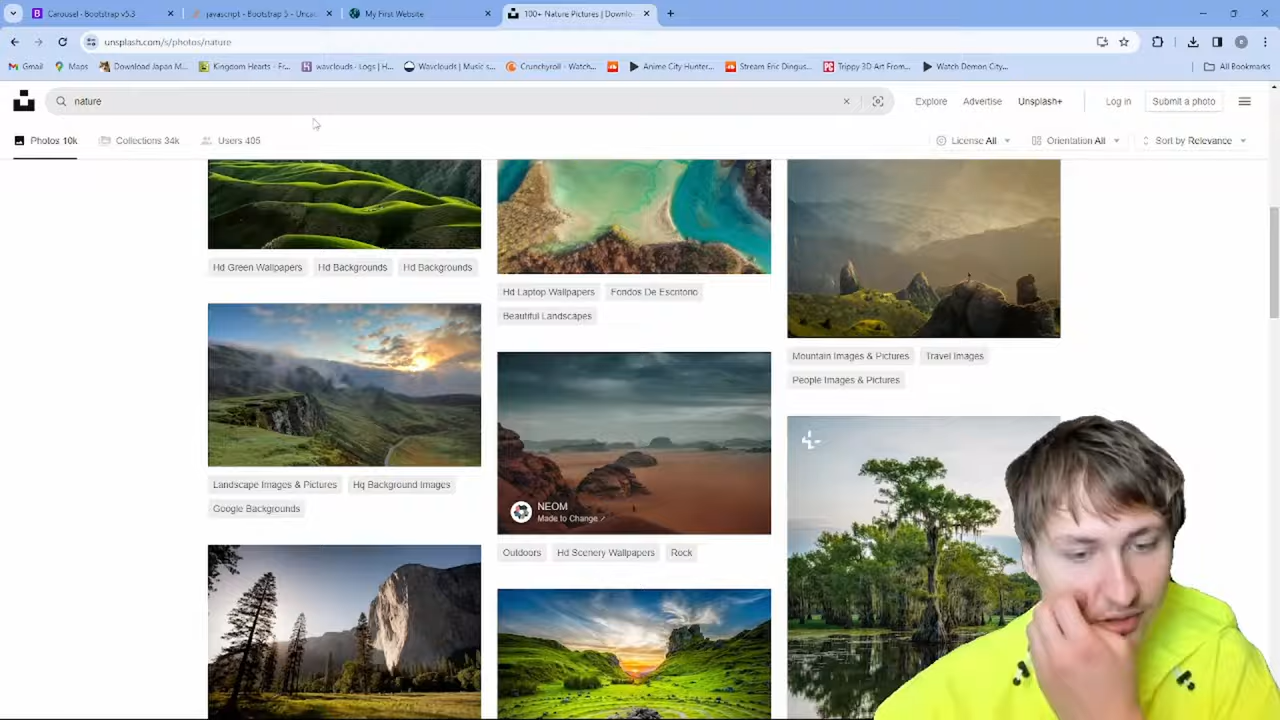 Carousel · Bootstrap v5.3
javascript - Bootstrap 5 - Unca
My First Website
100+ Nature Pictures | Downlo
unsplash.com/s/photos/nature
Gmail
Maps
Download Japan M...
Kingdom Hearts - Fr...
wavclouds - Logs | H...
Wavclouds | Music s...
Crunchyroll - Watch...
Anime City Hunter...
Stream Eric Dingus...
Trippy 3D Art From...
Watch Demon City...
All Bookmarks
nature
Explore
Advertise
Unsplash+
Log in
Submit a photo
Photos 10k
Collections 34k
Users 405
License All
Orientation All
Sort by Relevance
Hd Green Wallpapers
Hd Backgrounds
Hd Backgrounds
Hd Laptop Wallpapers
Fondos De Escritorio
Beautiful Landscapes
Mountain Images & Pictures
Travel Images
People Images & Pictures
Landscape Images & Pictures
Hq Background Images
Google Backgrounds
NEOM
Made to Change
Outdoors
Hd Scenery Wallpapers
Rock